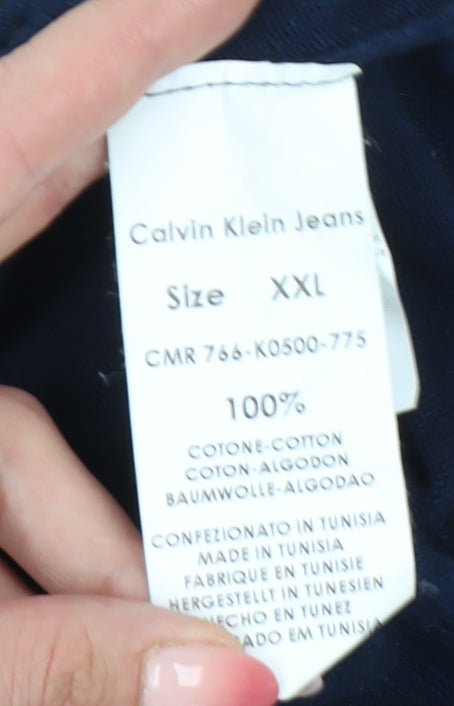 Calvin Klein Jeans
Size XXL
CMR 766-K0500-775
100%
COTONE-COTTON
COTON-ALGODON
BAUMWOLLE-ALGODAO
CONFEZIONATO IN TUNISIA
MADE IN TUNISIA
FABRIQUE EN TUNISIE
HERGESTELLT IN TUNESIEN
HECHO EN TUNEZ
EM TUNISIA